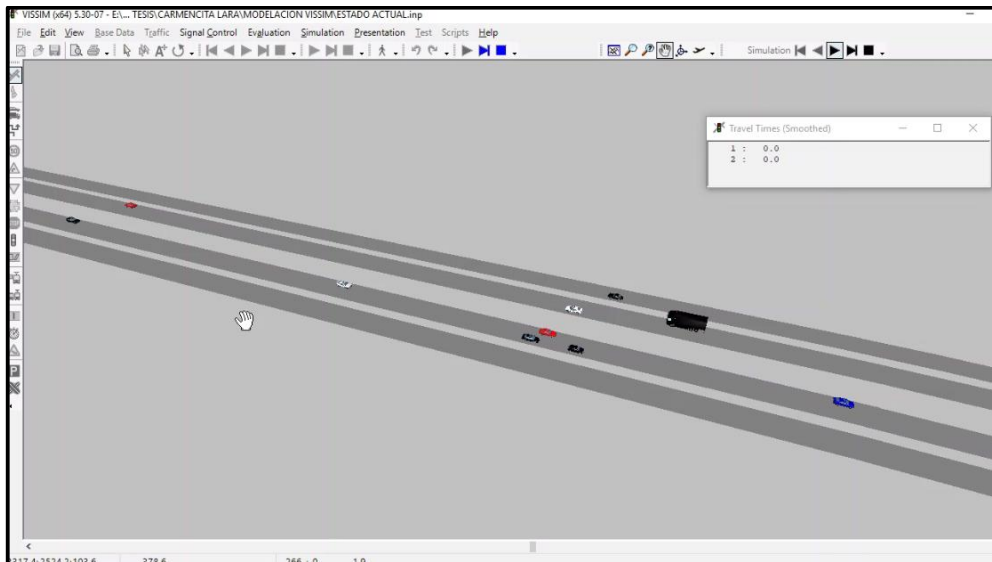 VISSIM (x64) 5.30-07 - E:\... TESIS\CARMENCITA LARA\MODELACION VISSIM\ESTADO ACTUAL.inp
File Edit View Base Data Traffic Signal Control Evaluation Simulation Presentation Test Scripts Help
Simulation
Travel Times (Smoothed)
1 : 0.0
2 : 0.0